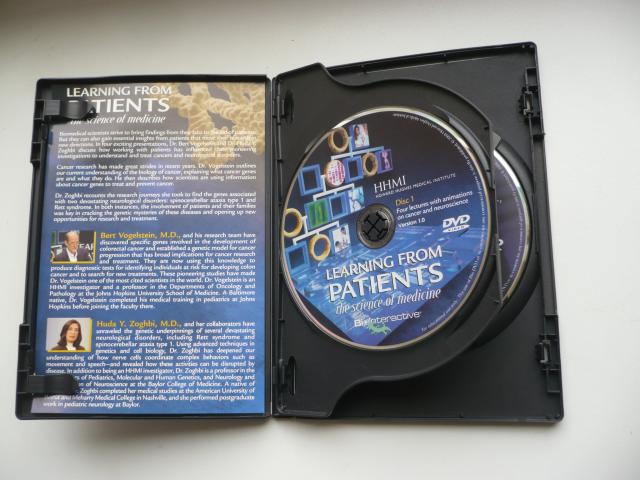 LEARNING FROM
PATIENTS
the science of medicine
Biomedical scientists strive to bring findings from their labs to the aid of patients.
But they can also gain essential insights from patients that move their research in
new directions. In four exciting presentations, Dr. Bert Vogelstein and Dr. Huda Y.
Zoghbi discuss how working with patients has influenced their pioneering
investigations to understand and treat cancers and neurological disorders.
Cancer research has made great strides in recent years. Dr. Vogelstein outlines
our current understanding of the biology of cancer, explaining what cancer genes
are and what they do. He then describes how scientists are using information
about cancer genes to treat and prevent cancer.
Dr. Zoghbi recounts the research journeys she took to find the genes associated
with two devastating neurological disorders: spinocerebellar ataxia type 1 and
Rett syndrome. In both instances, the involvement of patients and their families
was key in cracking the genetic mysteries of these diseases and opening up new
opportunities for research and treatment.
Bert Vogelstein, M.D., and his research team have
discovered specific genes involved in the development of
colorectal cancer and established a genetic model for cancer
progression that has broad implications for cancer research
and treatment. They are now using this knowledge to
produce diagnostic tests for identifying individuals at risk for developing colon
cancer and to search for new treatments. These pioneering studies have made
Dr. Vogelstein one of the most cited scientists in the world. Dr. Vogelstein is an
HHMI investigator and a professor in the Departments of Oncology and
Pathology at the Johns Hopkins University School of Medicine. A Baltimore
native, Dr. Vogelstein completed his medical training in pediatrics at Johns
Hopkins before joining the faculty there.
Huda Y. Zoghbi, M.D., and her collaborators have
unraveled the genetic underpinnings of several devastating
neurological disorders, including Rett syndrome and
spinocerebellar ataxia type 1. Using advanced techniques in
genetics and cell biology, Dr. Zoghbi has deepened our
understanding of how nerve cells coordinate complex behaviors such as
movement and speech—and revealed how these activities can be disrupted by
disease. In addition to being an HHMI investigator, Dr. Zoghbi is a professor in the
of Pediatrics, Molecular and Human Genetics, and Neurology and
of Neuroscience at the Baylor College of Medicine. A native of
Zoghbi completed her medical studies at the American University of
Beirut and Meharry Medical College in Nashville, and she performed postgraduate
work in pediatric neurology at Baylor.
HHMI
HOWARD HUGHES MEDICAL INSTITUTE
Disc 1
Four lectures with animations
on cancer and neuroscience
Version 1.0
DVD
VIDEO
LEARNING FROM
PATIENTS
the science of medicine
Biointeractive